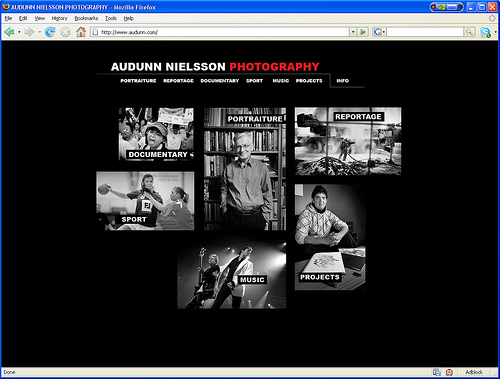 AUDUNN NIELSSON PHOTOGRAPHY - Mozilla Firefox
File Edit View History Bookmarks Tools Help
http://www.audunn.com/
AUDUNN NIELSSON PHOTOGRAPHY
PORTRAITURE REPORTAGE DOCUMENTARY SPORT MUSIC PROJECTS INFO
PORTRAITURE
REPORTAGE
DOCUMENTARY
SPORT
MUSIC
PROJECTS
Done
Adblock